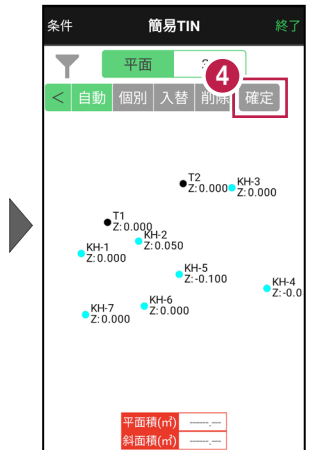 条件 簡易TIN 終了
平面
4
< 自動 個別 入替 削除 確定
T2
Z:0.000
KH-3
Z:0.000
T1
Z:0.000
KH-2
Z:0.050
KH-1
Z:0.000
KH-5
Z:-0.100
KH-4
Z:-0.0
KH-6
Z:0.000
KH-7
Z:0.000
平面積(㎡) ------.---
斜面積(㎡) ------.---